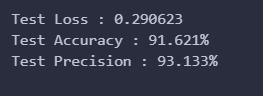 Test Loss : 0.290623
Test Accuracy : 91.621%
Test Precision : 93.133%